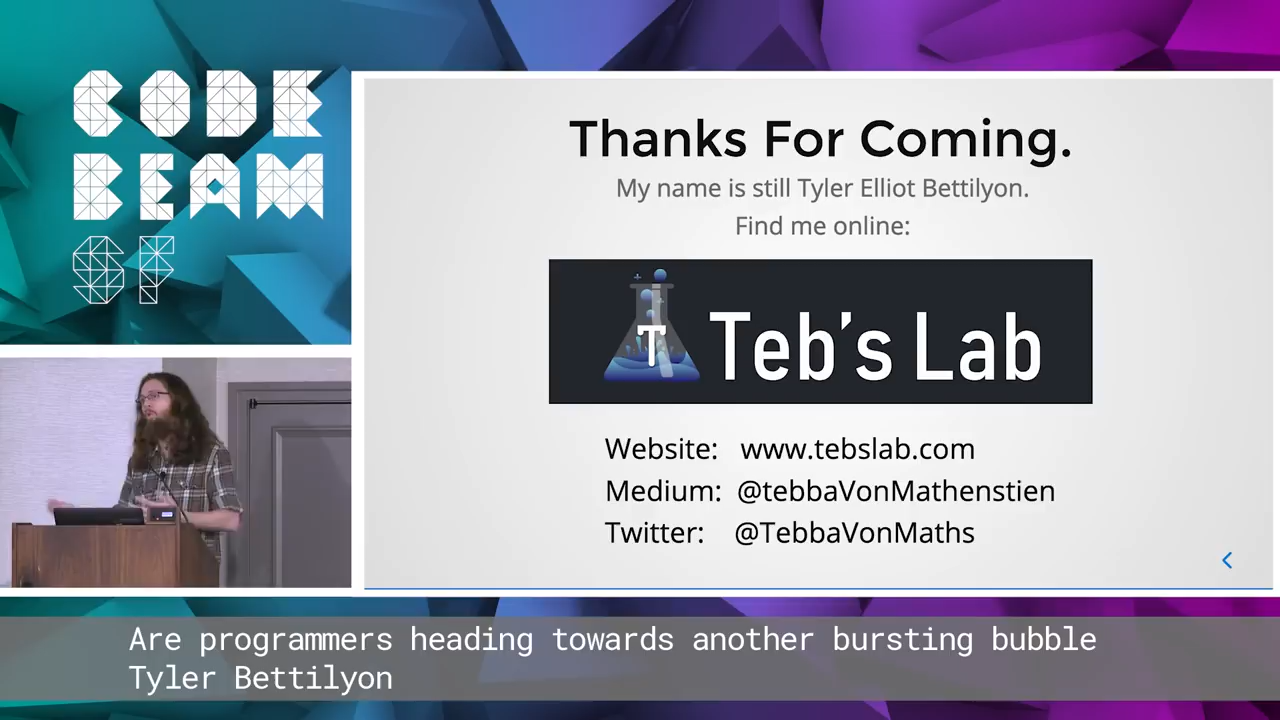 CODE
BEAM
SF
Thanks For Coming.
My name is still Tyler Elliot Bettilyon.
Find me online:
T Teb's Lab
Website: www.tebslab.com
Medium: @tebbaVonMathenstien
Twitter: @TebbaVonMaths
Are programmers heading towards another bursting bubble
Tyler Bettilyon